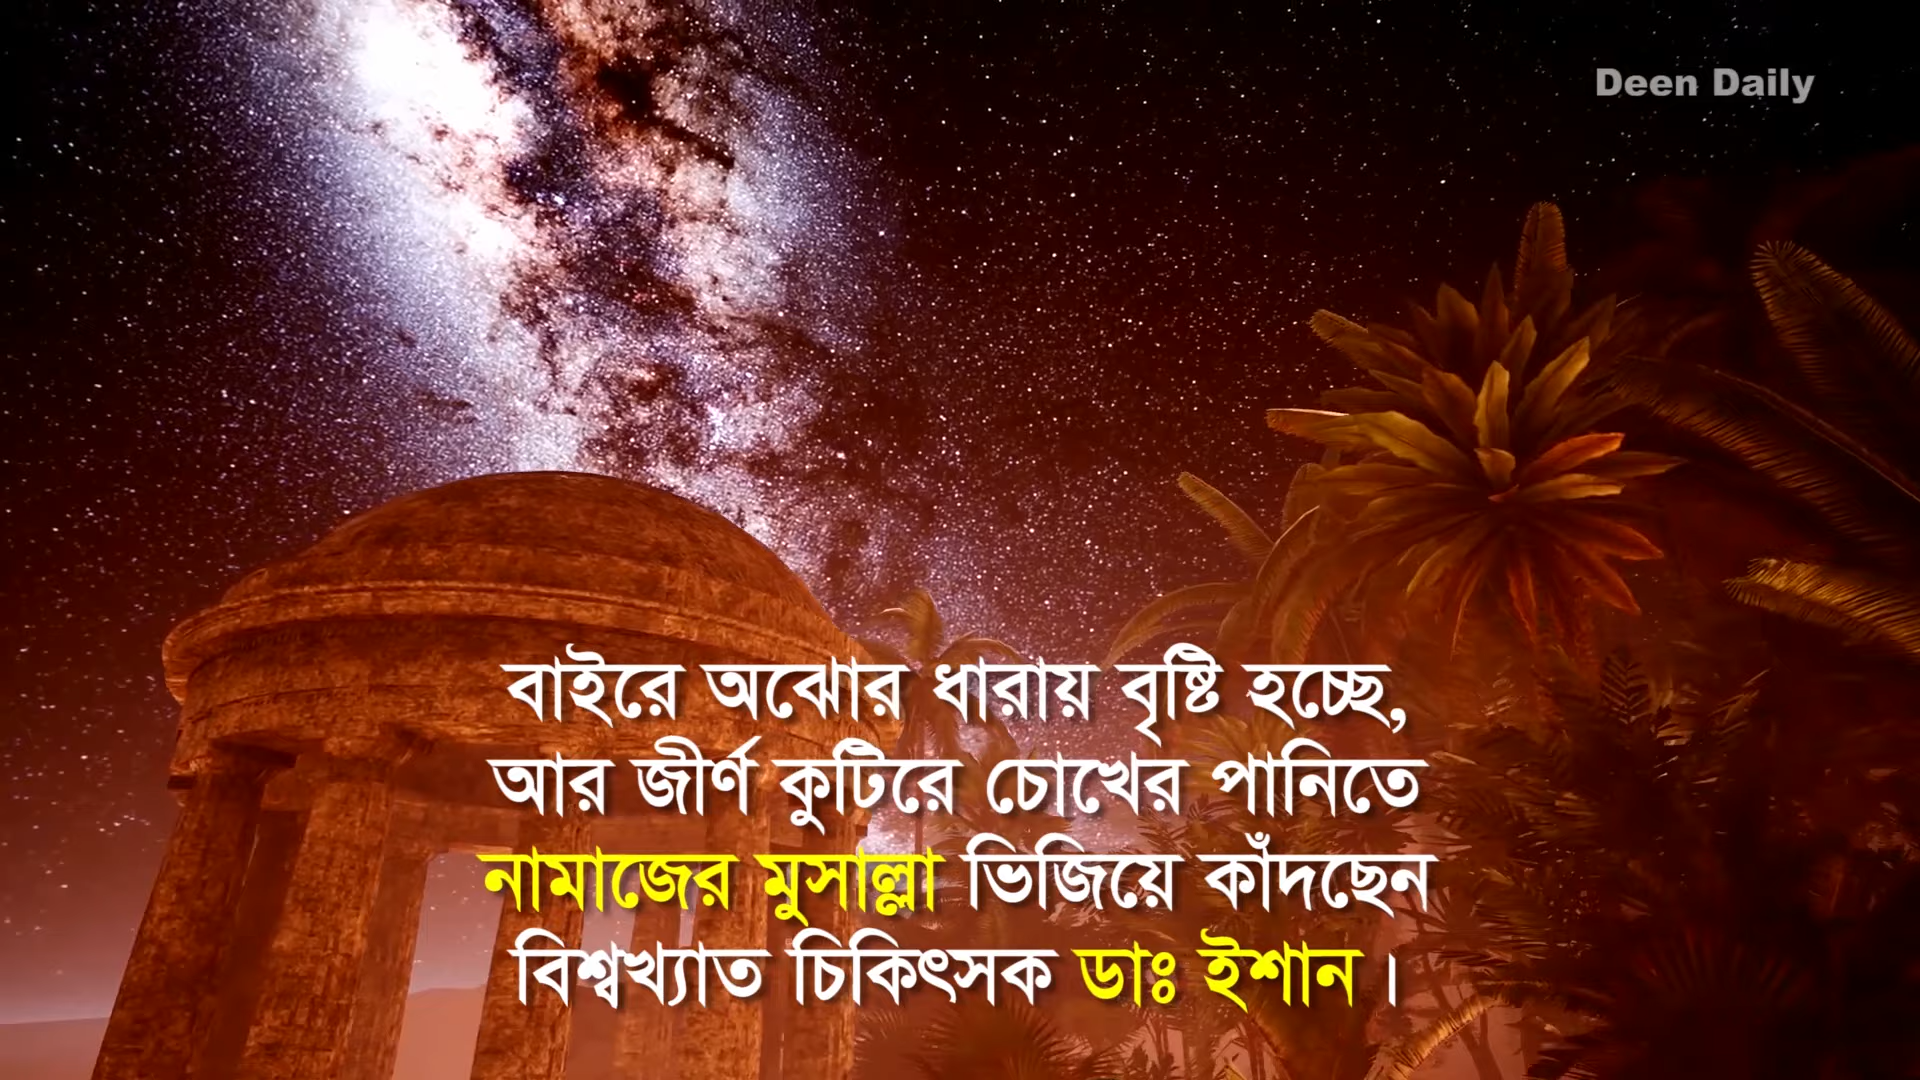 Deen Daily
বাইরে অঝোর ধারায় বৃষ্টি হচ্ছে,
আর জীর্ণ কুটিরে চোখের পানিতে
নামাজের মুসাল্লা ভিজিয়ে কাঁদছেন
বিশ্বখ্যাত চিকিৎসক ডাঃ ইশান।